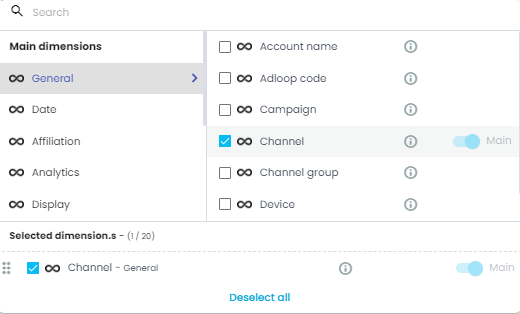 Search
Main dimensions
General
Date
Affiliation
Analytics
Display
Account name
Adloop code
Campaign
Channel Main
Channel group
Device
Selected dimension.s - (1 / 20)
Channel - General Main
Deselect all